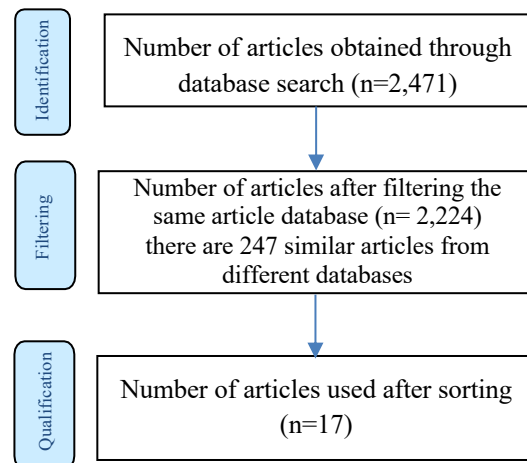 Identification
Number of articles obtained through
database search (n=2,471)
Filtering
Number of articles after filtering the
same article database (n= 2,224)
there are 247 similar articles from
different databases
Qualification
Number of articles used after sorting
(n=17)